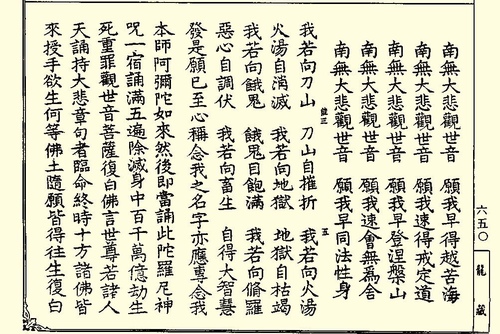 六五〇
龍藏
南無大悲觀世音 願我早得越苦海
南無大悲觀世音 願我速得戒定道
南無大悲觀世音 願我早登涅槃山
南無大悲觀世音 願我速會無為舍
南無大悲觀世音 願我早同法性身
我若向刀山 刀山自摧折 我若向火湯
三 五
火湯自消滅 我若向地獄 地獄自枯竭
我若向餓鬼 餓鬼自飽滿 我若向脩羅
惡心自調伏 我若向畜生 自得大智慧
發是願已至心稱念我之名字亦應專念我
本師阿彌陀如來然後即當誦此陀羅尼神
呪一宿誦滿五遍除滅身中百千萬億劫生
死重罪觀世音菩薩復白佛言世尊若諸人
天誦持大悲章句者臨命終時十方諸佛皆
來授手欲生何等佛土隨願皆得往生復白